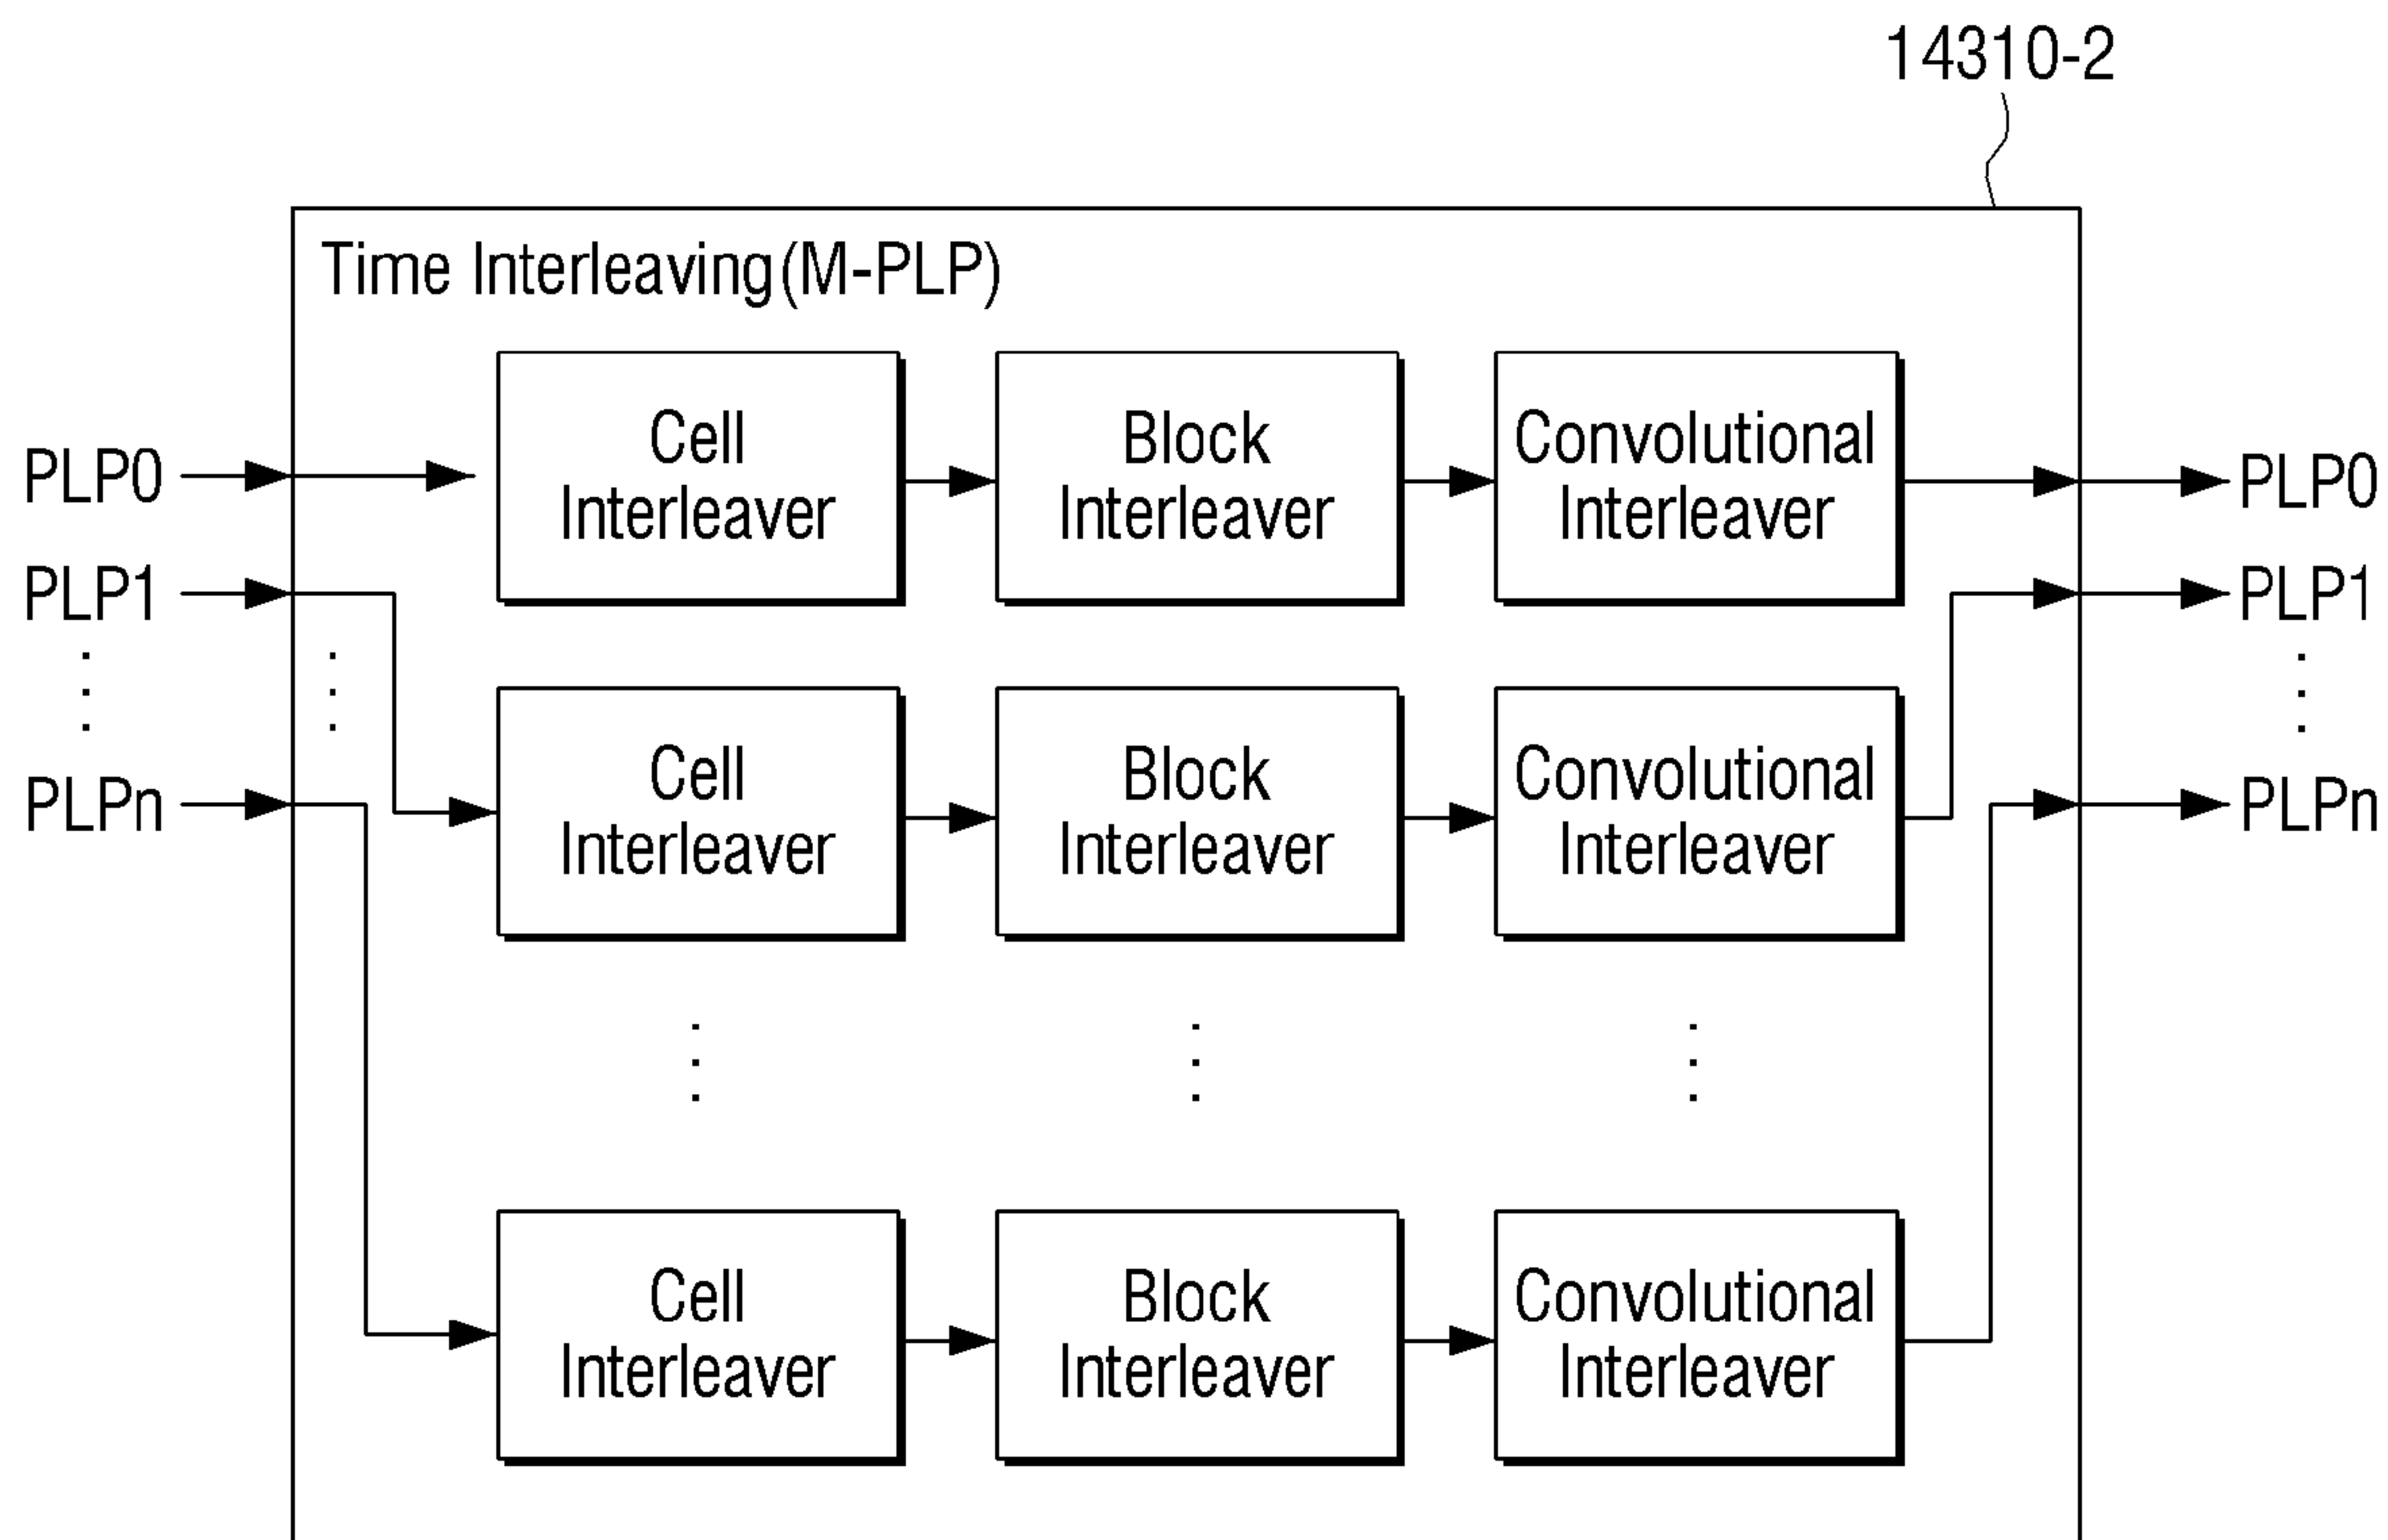 14310-2
Time Interleaving(M-PLP)
PLP0
Cell
Interleaver
Block
Interleaver
Convolutional
Interleaver
PLP0
PLP1
PLP1
Cell
Interleaver
Block
Interleaver
Convolutional
Interleaver
PLPn
PLPn
Cell
Interleaver
Block
Interleaver
Convolutional
Interleaver